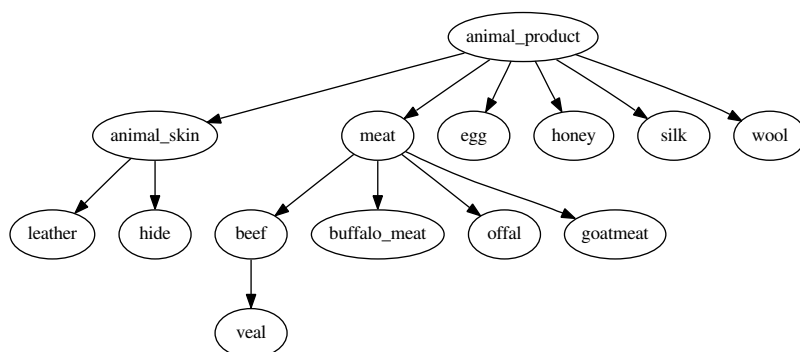 animal_product
animal_skin meat egg honey silk wool
leather hide beef buffalo_meat offal goatmeat
veal